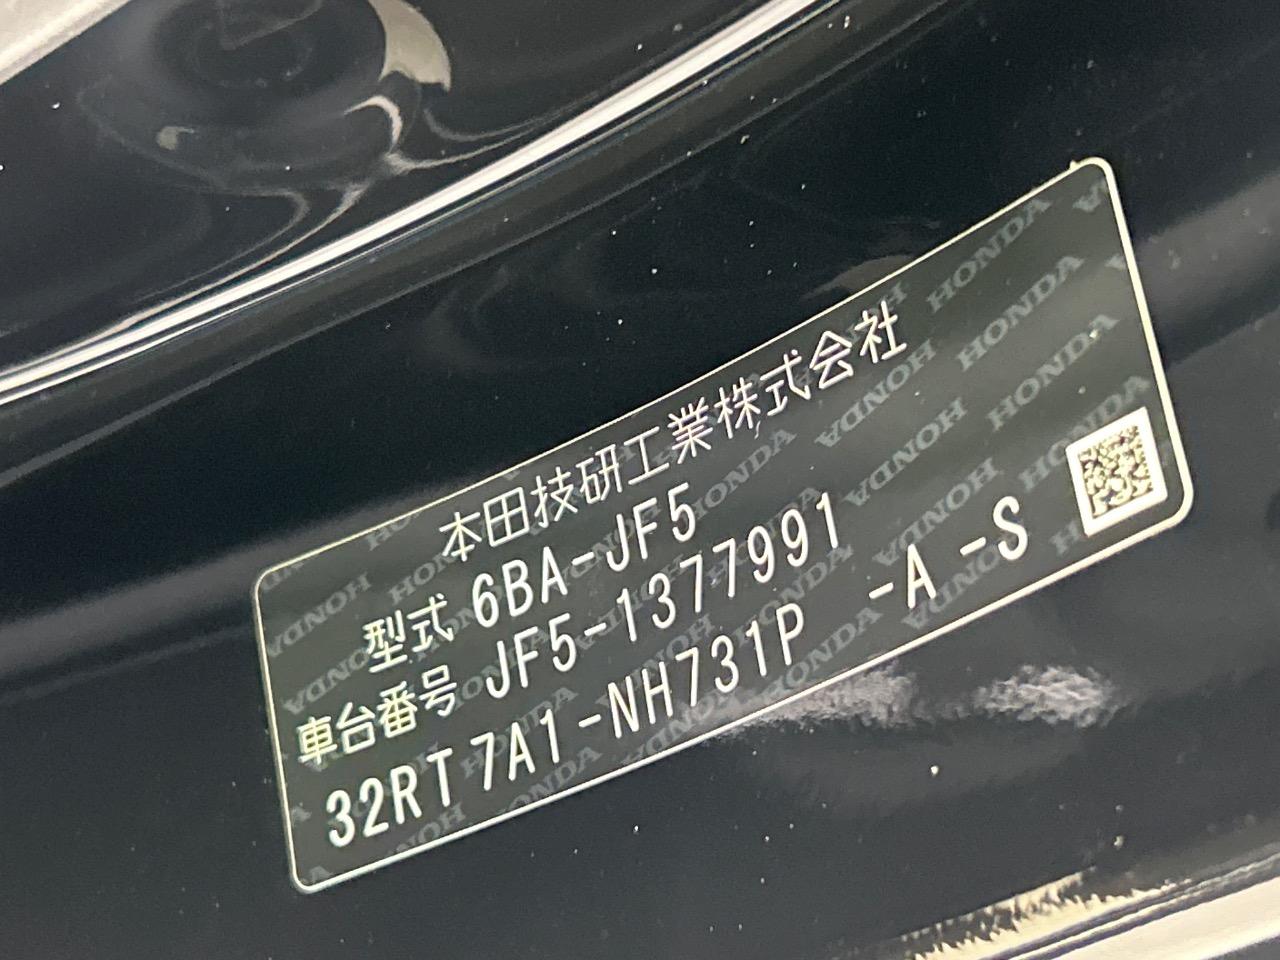 本田技研工業株式会社
型式 6BA-JF5
車台番号 JF5-1377991
32RT7A1-NH731P -A -S